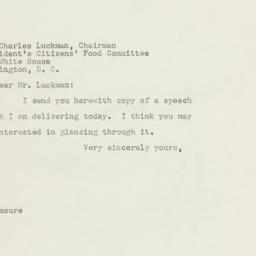 Charles Luckman, Chairman
ident's Citizens' Food Committee
White House
ington, D. C.
ear Mr. Luckman:
I send you herewith copy of a speech
h I am delivering today. I think you may
nterested in glancing through it.
Very sincerely yours,
osure